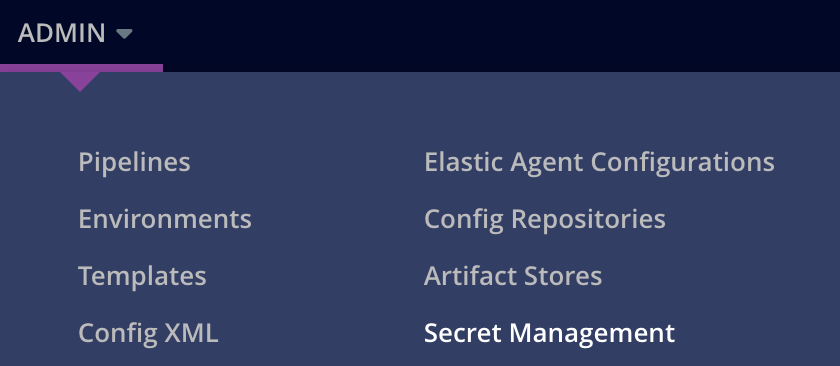 ADMIN
Pipelines
Environments
Templates
Config XML
Elastic Agent Configurations
Config Repositories
Artifact Stores
Secret Management